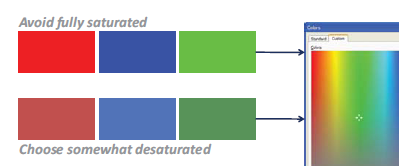 Avoid fully saturated
Colors
Standard Custom
Colors
Choose somewhat desaturated